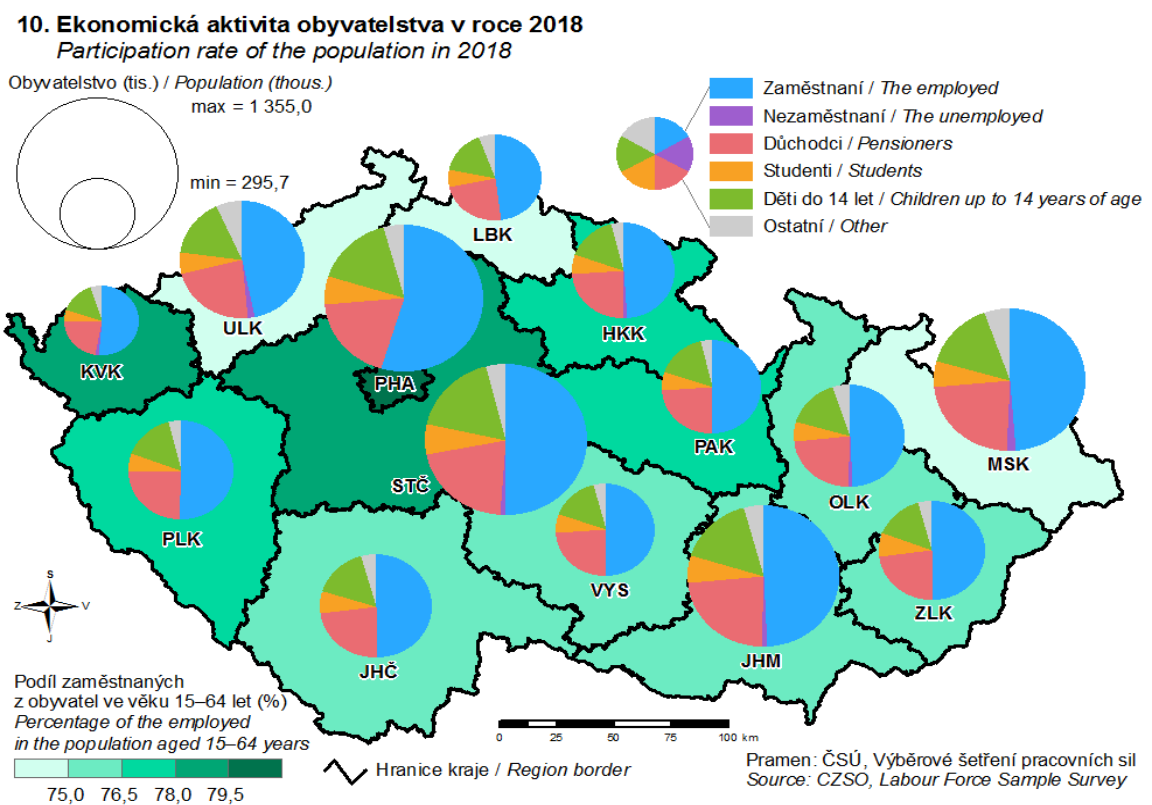 10. Ekonomická aktivita obyvatelstva v roce 2018
Participation rate of the population in 2018
Obyvatelstvo (tis.) / Population (thous.)
max = 1 355,0
min = 295,7
Zaměstnaní / The employed
Nezaměstnaní / The unemployed
Důchodci / Pensioners
Studenti / Students
Děti do 14 let / Children up to 14 years of age
Ostatní / Other
LBK
ULK
HKK
KVK
PHA
PAK
MSK
STČ
OLK
PLK
VYS
ZLK
JHČ
JHM
S
Z V
J
Podíl zaměstnaných
z obyvatel ve věku 15–64 let (%)
Percentage of the employed
in the population aged 15–64 years
75,0 76,5 78,0 79,5
Hranice kraje / Region border
0 25 50 75 100 km
Pramen: ČSÚ, Výběrové šetření pracovních sil
Source: CZSO, Labour Force Sample Survey